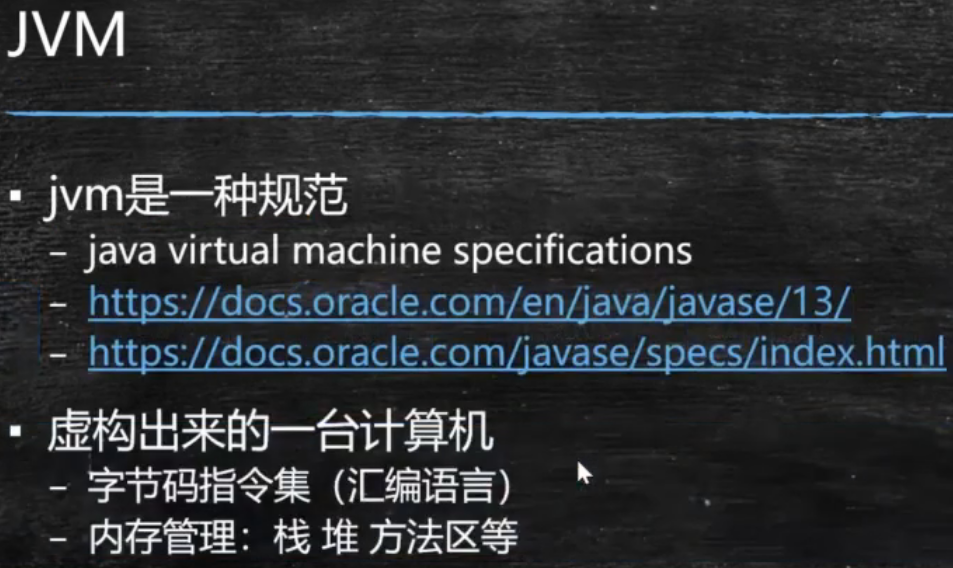 JVM
▪ jvm是一种规范
– java virtual machine specifications
– https://docs.oracle.com/en/java/javase/13/
– https://docs.oracle.com/javase/specs/index.html
▪ 虚构出来的一台计算机
– 字节码指令集（汇编语言）
– 内存管理：栈 堆 方法区等